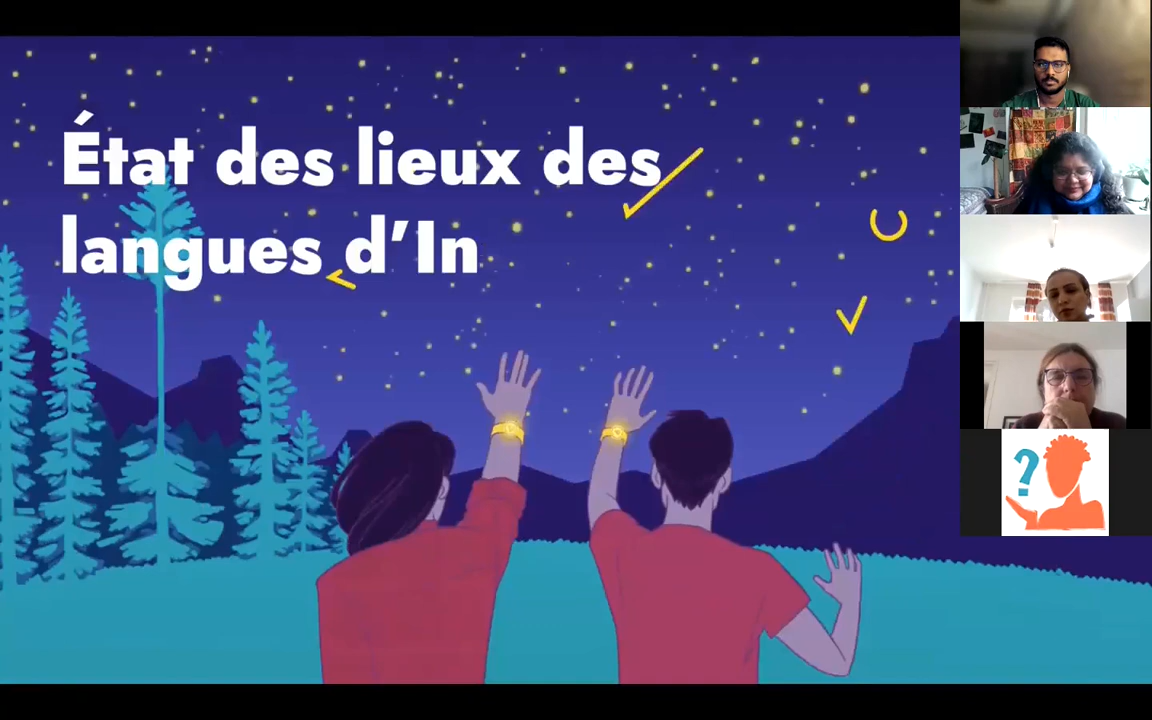 État des lieux des
langues d’In
?